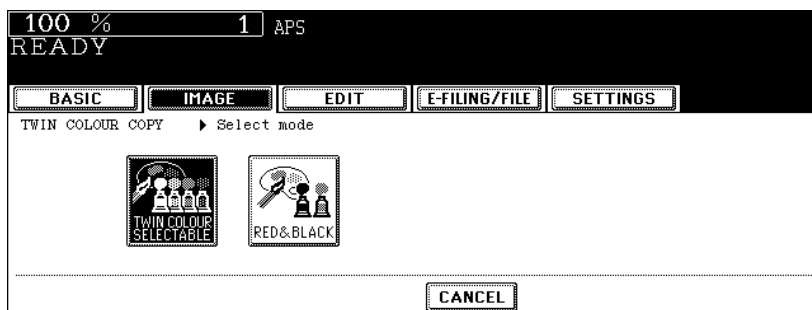 100 % 1 APS
READY
BASIC IMAGE EDIT E-FILING/FILE SETTINGS
TWIN COLOUR COPY ▶ Select mode
TWIN COLOUR
SELECTABLE
RED&BLACK
CANCEL